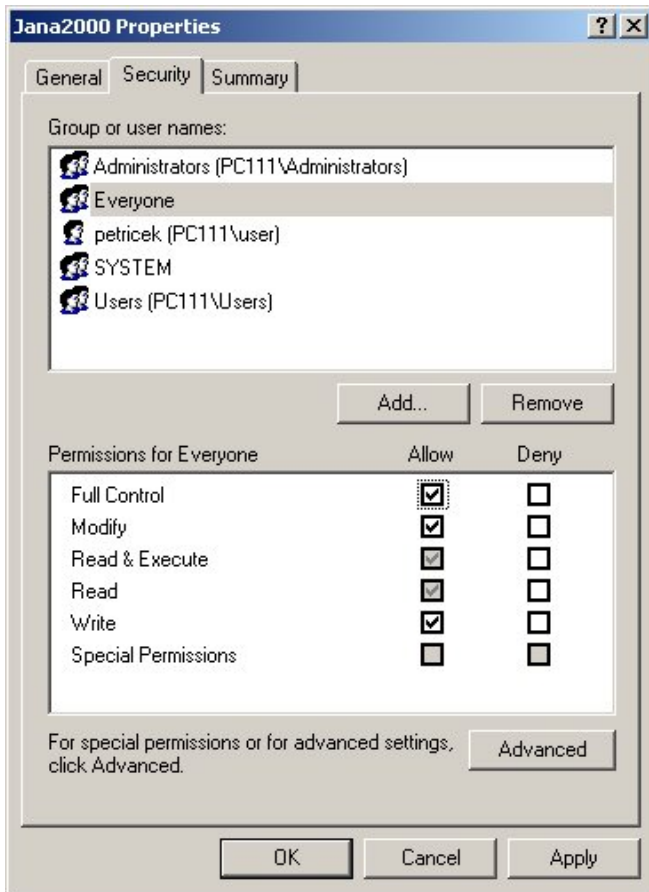 Jana2000 Properties
General Security Summary
Group or user names:
Administrators (PC111\Administrators)
Everyone
petricek (PC111\user)
SYSTEM
Users (PC111\Users)
Add... Remove
Permissions for Everyone Allow Deny
Full Control
Modify
Read & Execute
Read
Write
Special Permissions
For special permissions or for advanced settings,
click Advanced.
Advanced
OK Cancel Apply